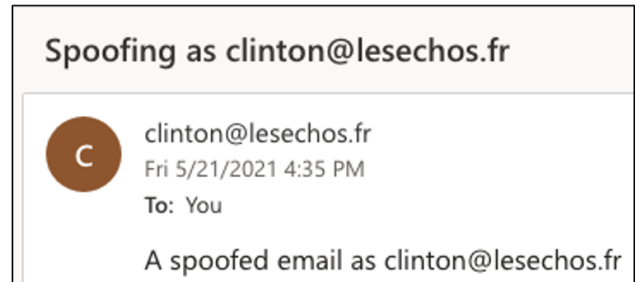 Spoofing as clinton@lesechos.fr
C
clinton@lesechos.fr
Fri 5/21/2021 4:35 PM
To: You
A spoofed email as clinton@lesechos.fr